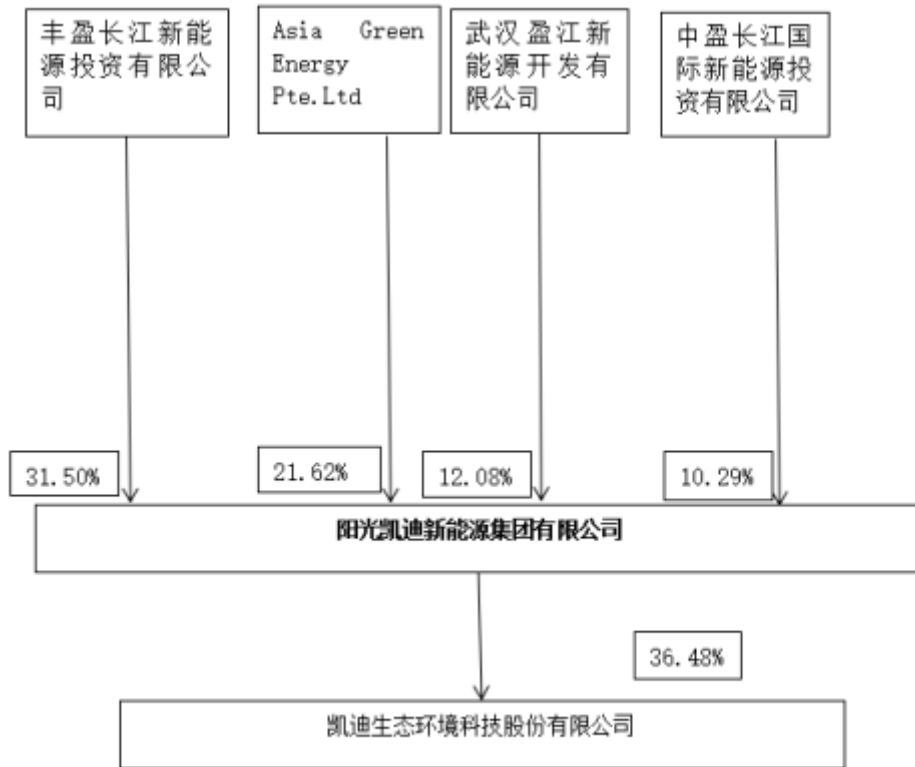 丰盈长江新能
源投资有限公
司
Asia Green
Energy
Pte.Ltd
武汉盈江新
能源开发有
限公司
中盈长江国
际新能源投
资有限公司
31.50%
21.62%
12.08%
10.29%
阳光凯迪新能源集团有限公司
36.48%
凯迪生态环境科技股份有限公司